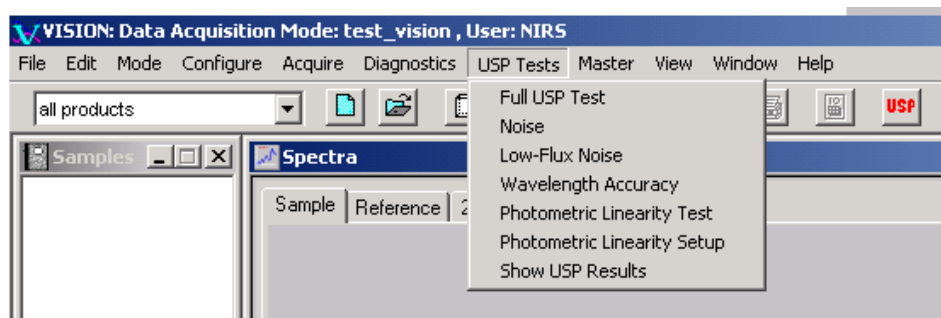 VISION: Data Acquisition Mode: test_vision , User: NIRS
File Edit Mode Configure Acquire Diagnostics USP Tests Master View Window Help
all products
USP
Full USP Test
Noise
Low-Flux Noise
Wavelength Accuracy
Photometric Linearity Test
Photometric Linearity Setup
Show USP Results
Samples
Spectra
Sample Reference